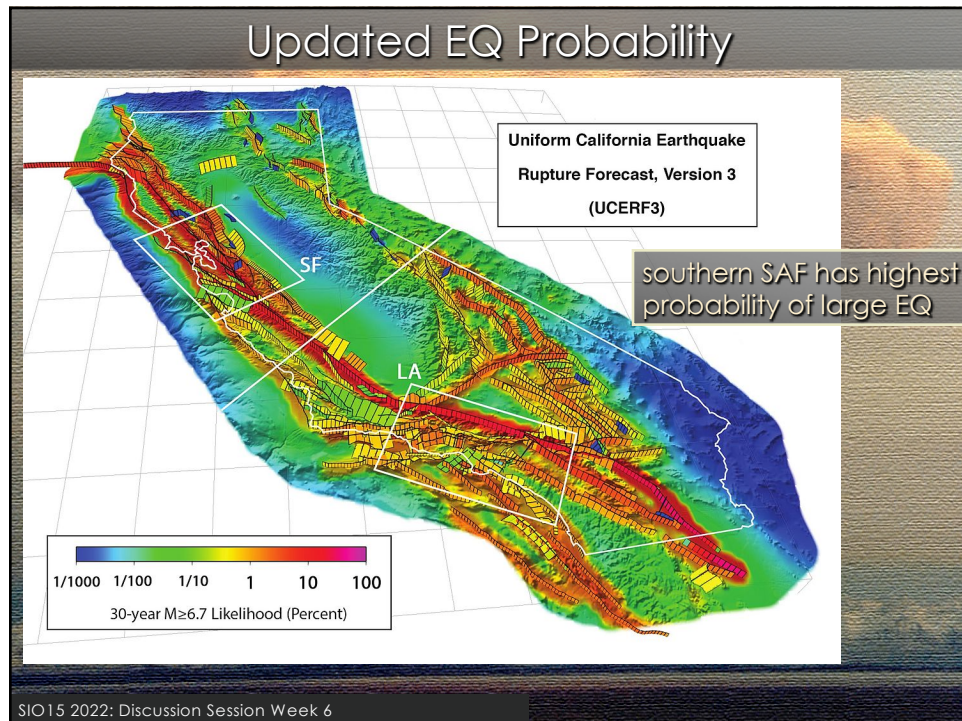 Updated EQ Probability
Uniform California Earthquake
Rupture Forecast, Version 3
(UCERF3)
southern SAF has highest
probability of large EQ
SF
LA
1/1000 1/100 1/10 1 10 100
30-year M≥6.7 Likelihood (Percent)
SIO15 2022: Discussion Session Week 6